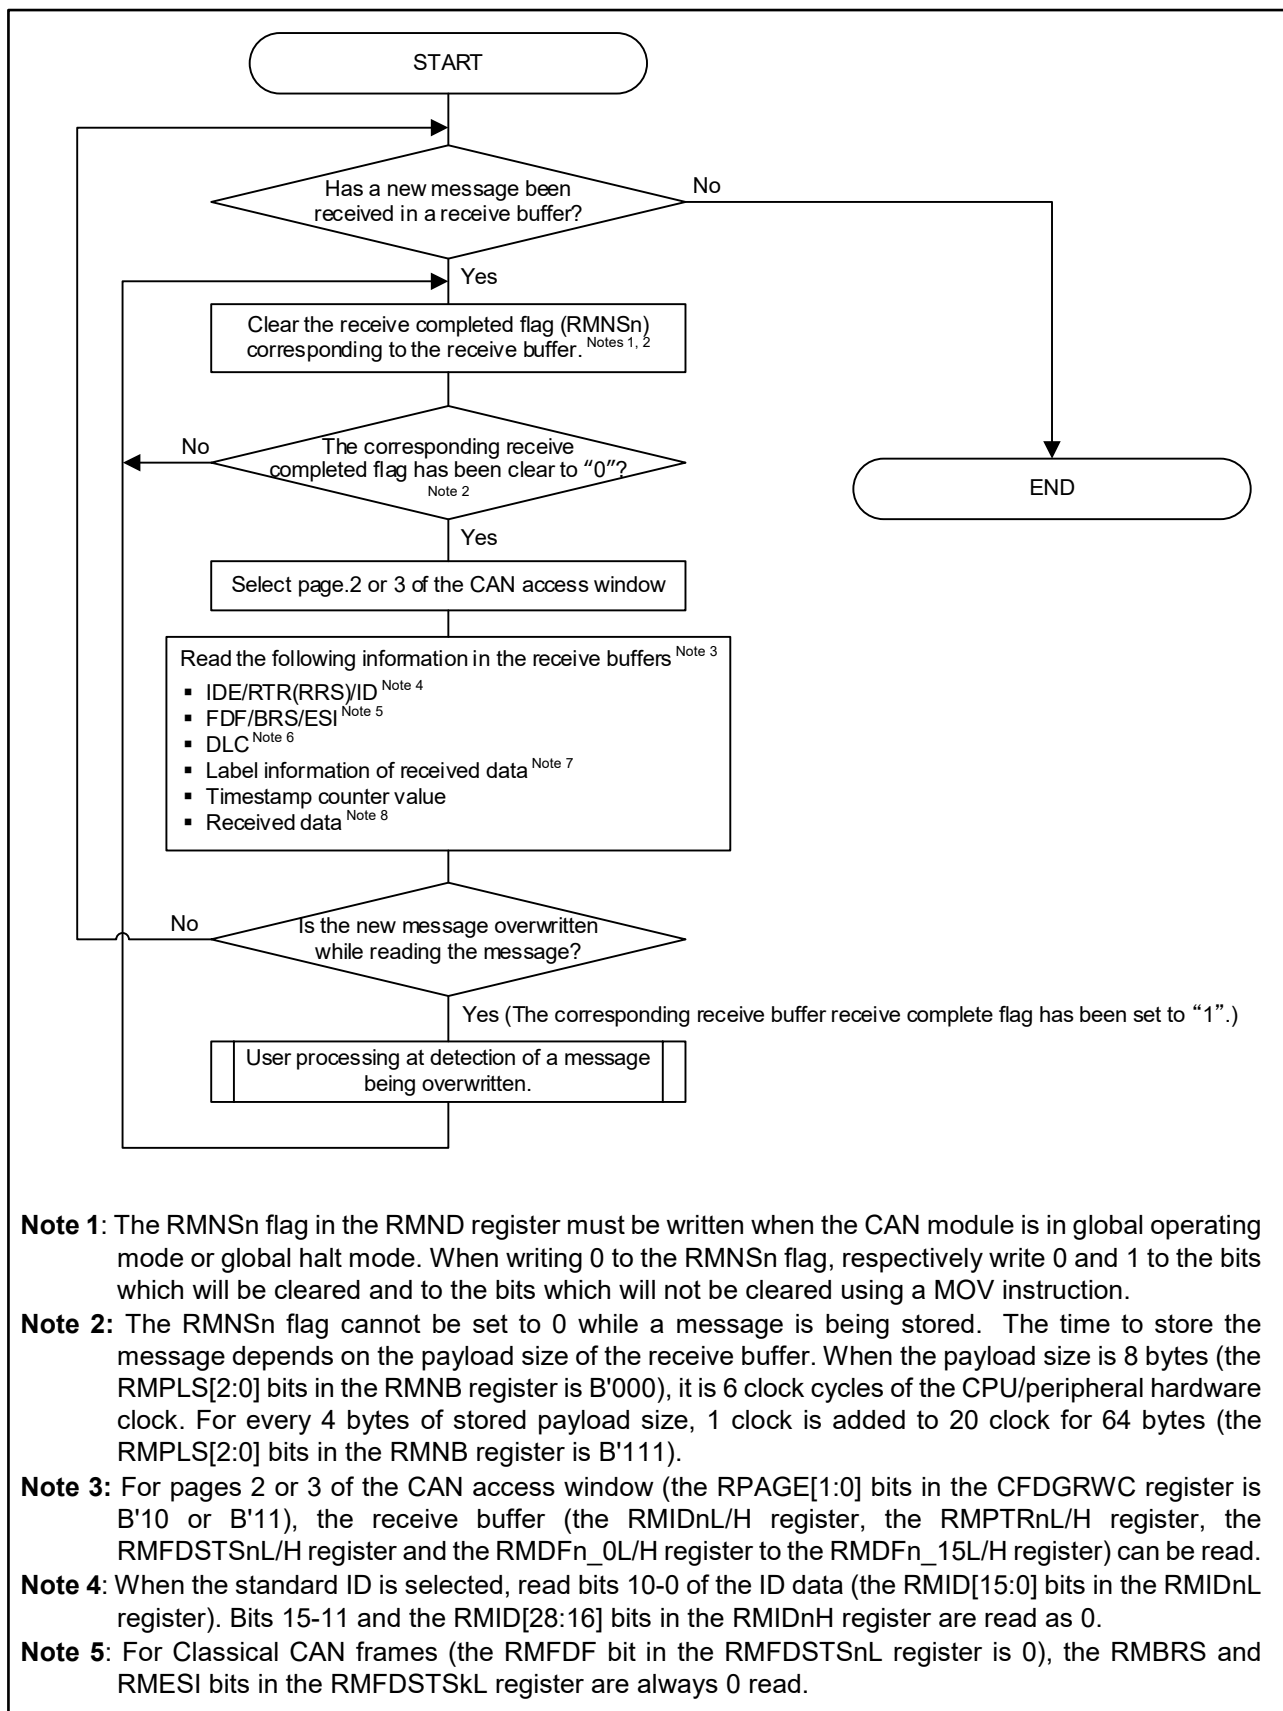 START
Has a new message been
received in a receive buffer?
No
Yes
Clear the receive completed flag (RMNSn)
corresponding to the receive buffer. Notes 1, 2
No
The corresponding receive
completed flag has been clear to “0”?
Note 2
END
Yes
Select page.2 or 3 of the CAN access window
Read the following information in the receive buffers Note 3
▪ IDE/RTR(RRS)/ID Note 4
▪ FDF/BRS/ESI Note 5
▪ DLC Note 6
▪ Label information of received data Note 7
▪ Timestamp counter value
▪ Received data Note 8
No
Is the new message overwritten
while reading the message?
Yes (The corresponding receive buffer receive complete flag has been set to “1”.)
User processing at detection of a message
being overwritten.
Note 1: The RMNSn flag in the RMND register must be written when the CAN module is in global operating
mode or global halt mode. When writing 0 to the RMNSn flag, respectively write 0 and 1 to the bits
which will be cleared and to the bits which will not be cleared using a MOV instruction.
Note 2: The RMNSn flag cannot be set to 0 while a message is being stored. The time to store the
message depends on the payload size of the receive buffer. When the payload size is 8 bytes (the
RMPLS[2:0] bits in the RMNB register is B'000), it is 6 clock cycles of the CPU/peripheral hardware
clock. For every 4 bytes of stored payload size, 1 clock is added to 20 clock for 64 bytes (the
RMPLS[2:0] bits in the RMNB register is B'111).
Note 3: For pages 2 or 3 of the CAN access window (the RPAGE[1:0] bits in the CFDGRWC register is
B'10 or B'11), the receive buffer (the RMIDnL/H register, the RMPTRnL/H register, the
RMFDSTSnL/H register and the RMDFn_0L/H register to the RMDFn_15L/H register) can be read.
Note 4: When the standard ID is selected, read bits 10-0 of the ID data (the RMID[15:0] bits in the RMIDnL
register). Bits 15-11 and the RMID[28:16] bits in the RMIDnH register are read as 0.
Note 5: For Classical CAN frames (the RMFDF bit in the RMFDSTSnL register is 0), the RMBRS and
RMESI bits in the RMFDSTSkL register are always 0 read.